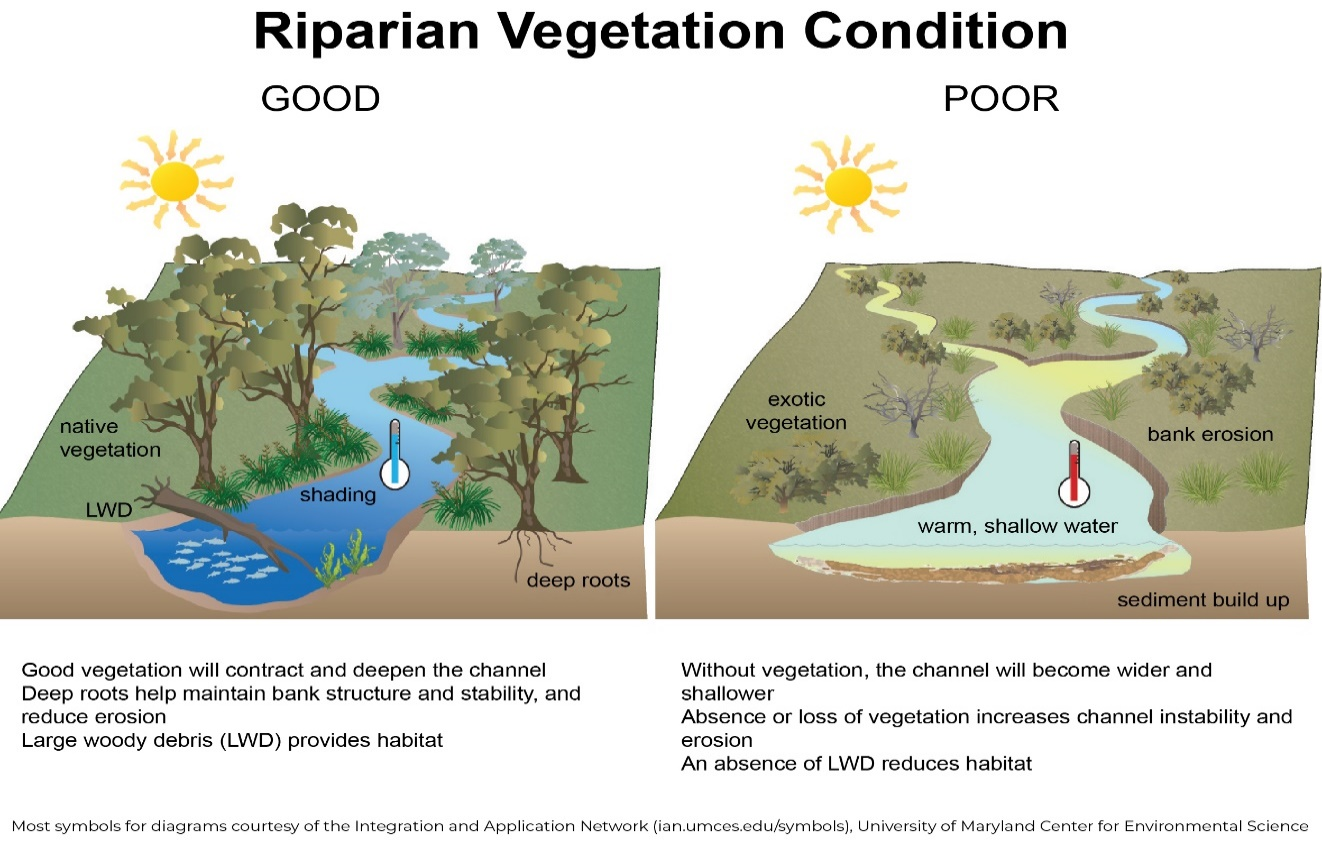 Riparian Vegetation Condition
GOOD
POOR
native
vegetation
LWD
shading
deep roots
exotic
vegetation
bank erosion
warm, shallow water
sediment build up
Good vegetation will contract and deepen the channel
Deep roots help maintain bank structure and stability, and
reduce erosion
Large woody debris (LWD) provides habitat
Without vegetation, the channel will become wider and
shallower
Absence or loss of vegetation increases channel instability and
erosion
An absence of LWD reduces habitat
Most symbols for diagrams courtesy of the Integration and Application Network (ian.umces.edu/symbols), University of Maryland Center for Environmental Science